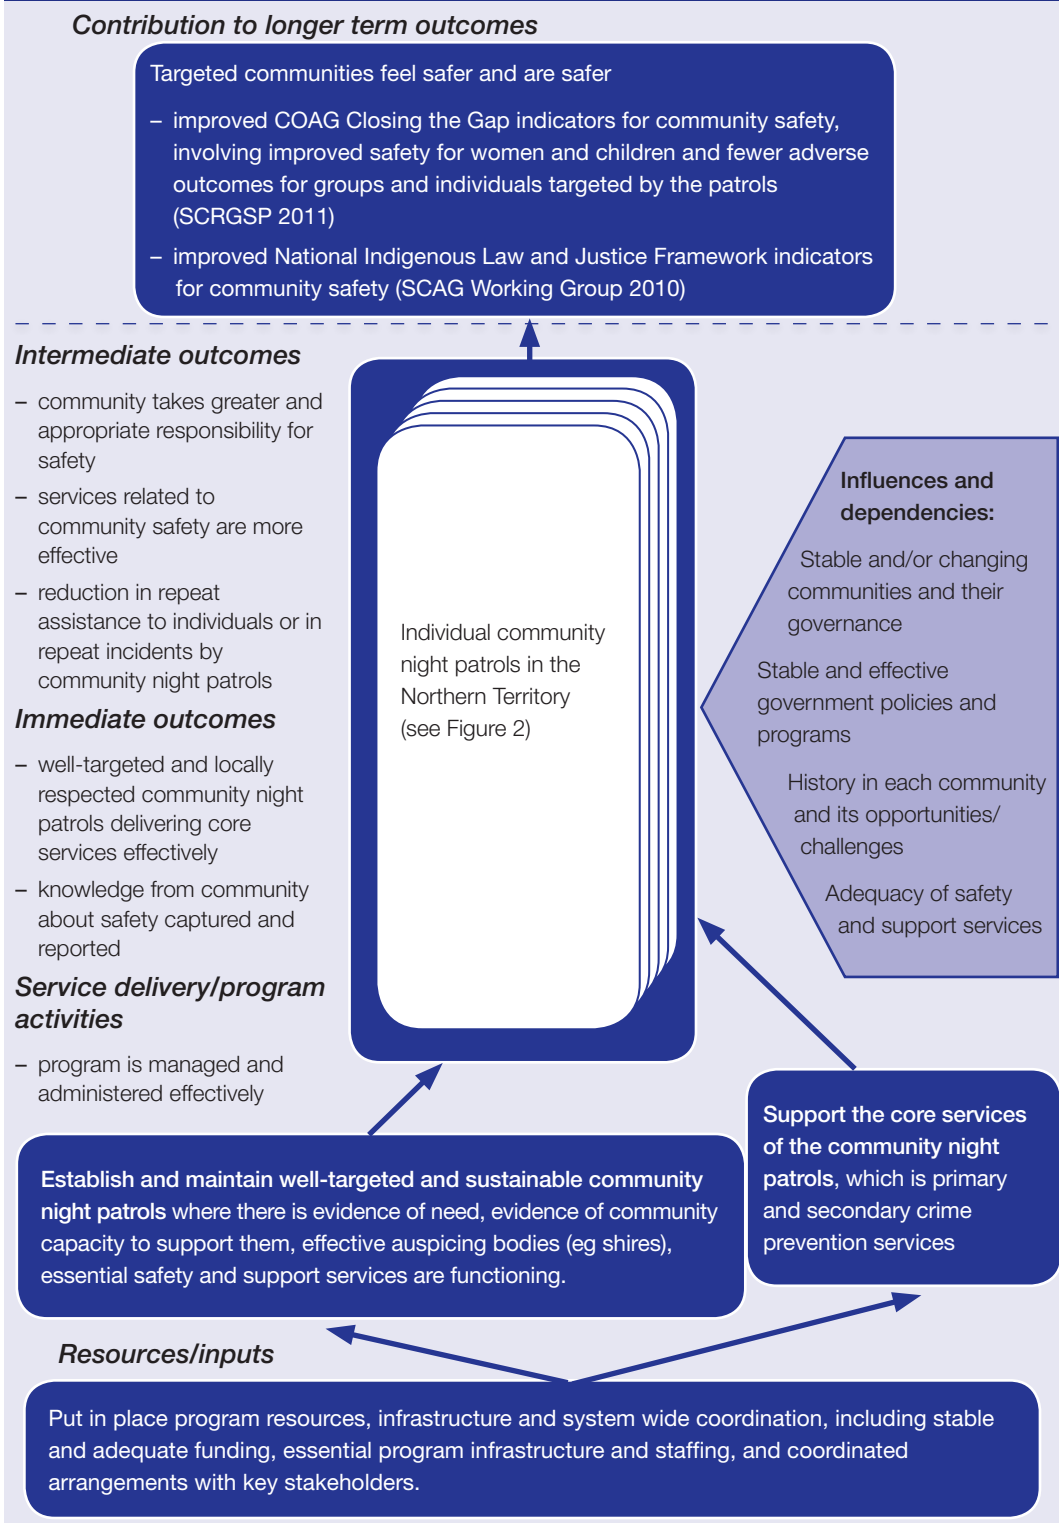 Contribution to longer term outcomes
Targeted communities feel safer and are safer
– improved COAG Closing the Gap indicators for community safety,
involving improved safety for women and children and fewer adverse
outcomes for groups and individuals targeted by the patrols
(SCRGSP 2011)
– improved National Indigenous Law and Justice Framework indicators
for community safety (SCAG Working Group 2010)
Intermediate outcomes
– community takes greater and
appropriate responsibility for
safety
– services related to
community safety are more
effective
– reduction in repeat
assistance to individuals or in
repeat incidents by
community night patrols
Immediate outcomes
– well-targeted and locally
respected community night
patrols delivering core
services effectively
– knowledge from community
about safety captured and
reported
Service delivery/program
activities
– program is managed and
administered effectively
Individual community
night patrols in the
Northern Territory
(see Figure 2)
Influences and
dependencies:
Stable and/or changing
communities and their
governance
Stable and effective
government policies and
programs
History in each community
and its opportunities/
challenges
Adequacy of safety
and support services
Establish and maintain well-targeted and sustainable community
night patrols where there is evidence of need, evidence of community
capacity to support them, effective auspicing bodies (eg shires),
essential safety and support services are functioning.
Support the core services
of the community night
patrols, which is primary
and secondary crime
prevention services
Resources/inputs
Put in place program resources, infrastructure and system wide coordination, including stable
and adequate funding, essential program infrastructure and staffing, and coordinated
arrangements with key stakeholders.